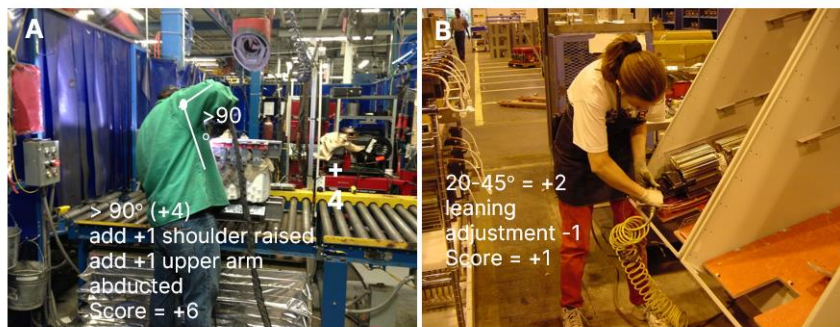 A
>90
°
+
4
> 90° (+4)
add +1 shoulder raised
add +1 upper arm
abducted
Score = +6
B
20-45° = +2
leaning
adjustment -1
Score = +1